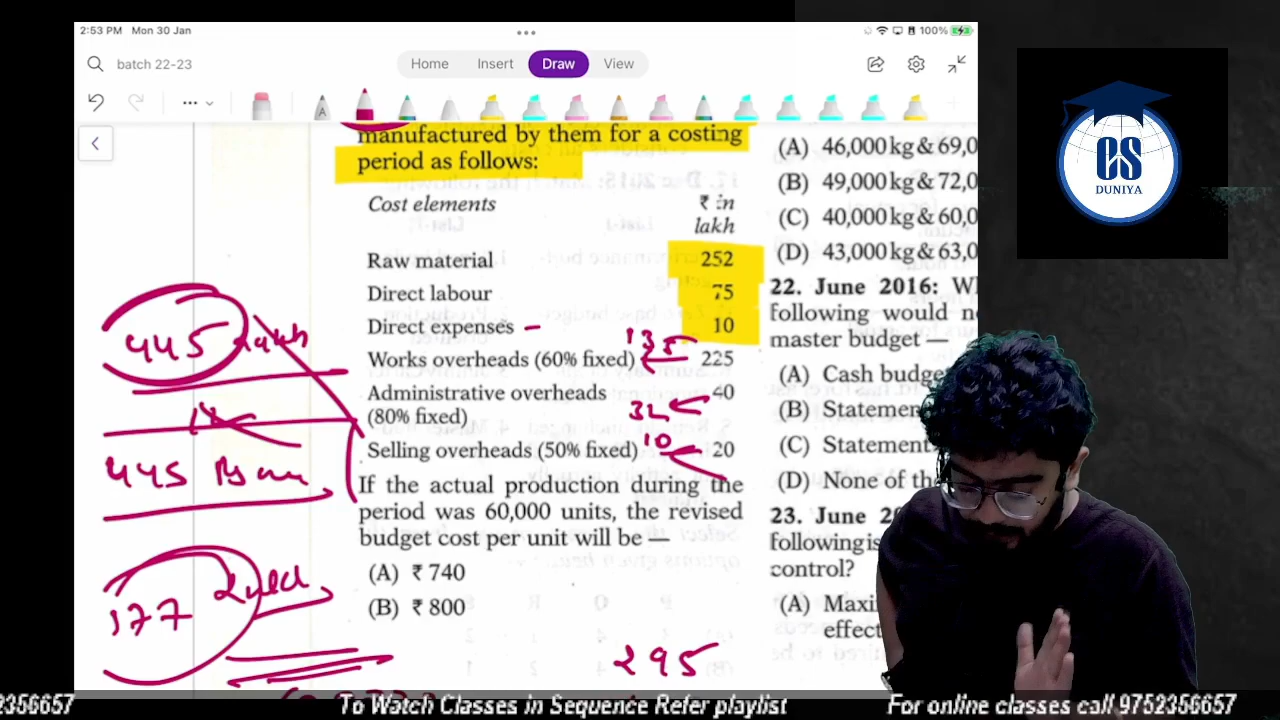 2:53 PM Mon 30 Jan
100%
batch 22-23
Home Insert Draw View
manufactured by them for a costing
period as follows:
Cost elements ₹ in
lakh
Raw material 252
Direct labour 75
Direct expenses – 10
135
Works overheads (60% fixed) 225
Administrative overheads 40
(80% fixed) 32
10
Selling overheads (50% fixed) 20
If the actual production during the
period was 60,000 units, the revised
budget cost per unit will be —
(A) ₹ 740
(B) ₹ 800
295
445 Lakh
445
177 Lakh
(A) 46,000 kg & 69,0
(B) 49,000 kg & 72,0
(C) 40,000 kg & 60,0
(D) 43,000 kg & 63,0
22. June 2016:
following would n
master budget —
(A) Cash budge
(B) Statemen
(C) Statement
(D) None of the
23. June 20
following is
control?
(A) Maxi
effect
CS
DUNIYA
2356657 To Watch Classes in Sequence Refer playlist For online classes call 9752356657